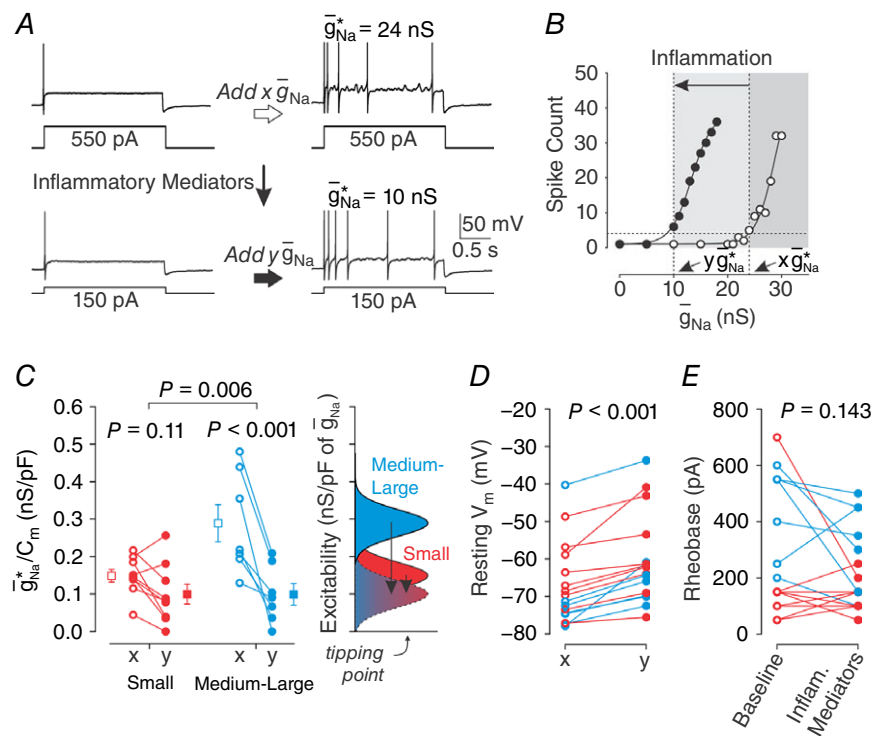 A
ḡ*Na = 24 nS
Add x ḡNa
550 pA
550 pA
Inflammatory Mediators
ḡ*Na = 10 nS
50 mV
0.5 s
Add y ḡNa
150 pA
150 pA
B
Inflammation
Spike Count
50
40
30
20
10
0
yḡ*Na
xḡ*Na
0
10
20
30
ḡNa (nS)
C
P = 0.006
P = 0.11
P < 0.001
ḡ*Na/Cm (nS/pF)
0.6
0.5
0.4
0.3
0.2
0.1
0.0
x
y
x
y
Small
Medium-Large
Excitability (nS/pF of ḡNa)
Medium-
Large
Small
tipping
point
D
P < 0.001
Resting Vm (mV)
−20
−30
−40
−50
−60
−70
−80
x
y
E
P = 0.143
Rheobase (pA)
800
600
400
200
0
Baseline
Inflam.
Mediators